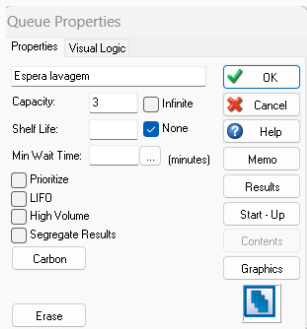 Queue Properties
Properties Visual Logic
Espera lavagem
OK
Capacity: 3 Infinite
Cancel
Shelf Life: None
Help
Min Wait Time: ... (minutes)
Memo
Prioritize
Results
LIFO
High Volume
Start - Up
Segregate Results
Contents
Carbon
Graphics
Erase